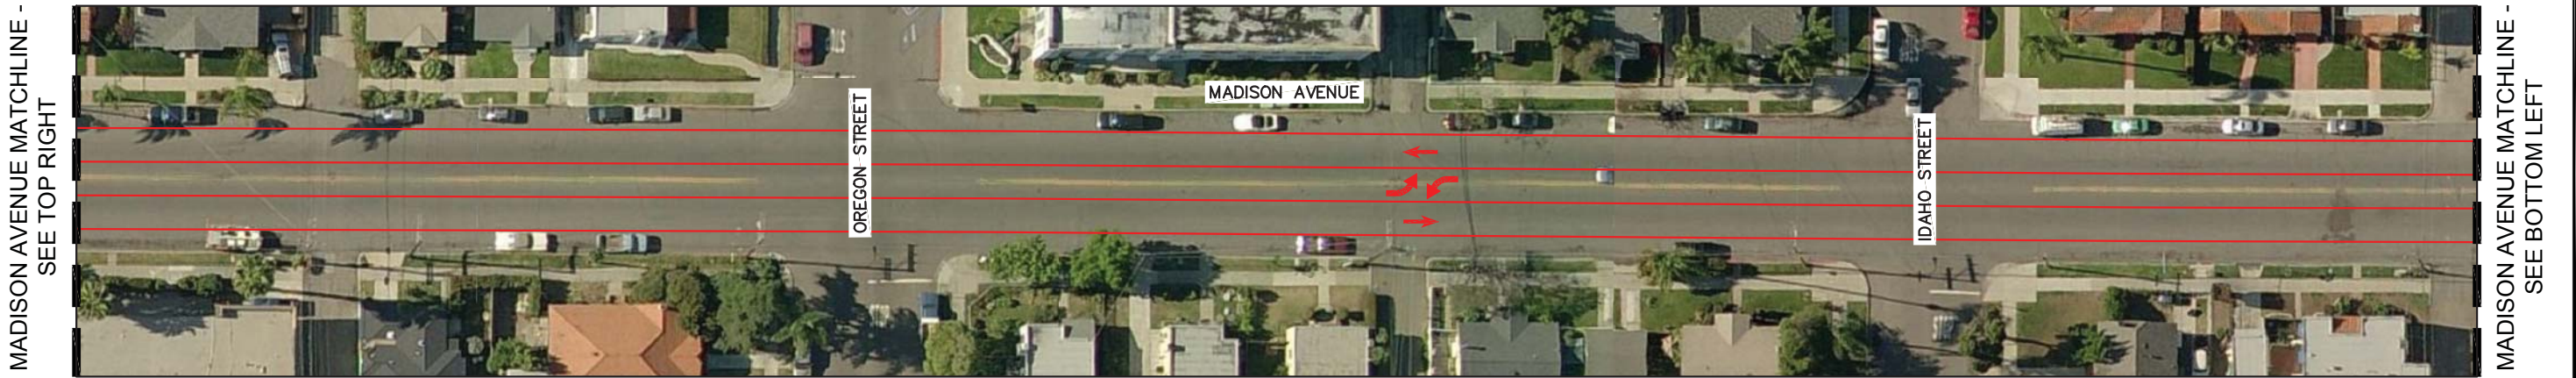 MADISON AVENUE MATCHLINE -
SEE TOP RIGHT
OREGON STREET
MADISON AVENUE
IDAHO STREET
MADISON AVENUE MATCHLINE -
SEE BOTTOM LEFT